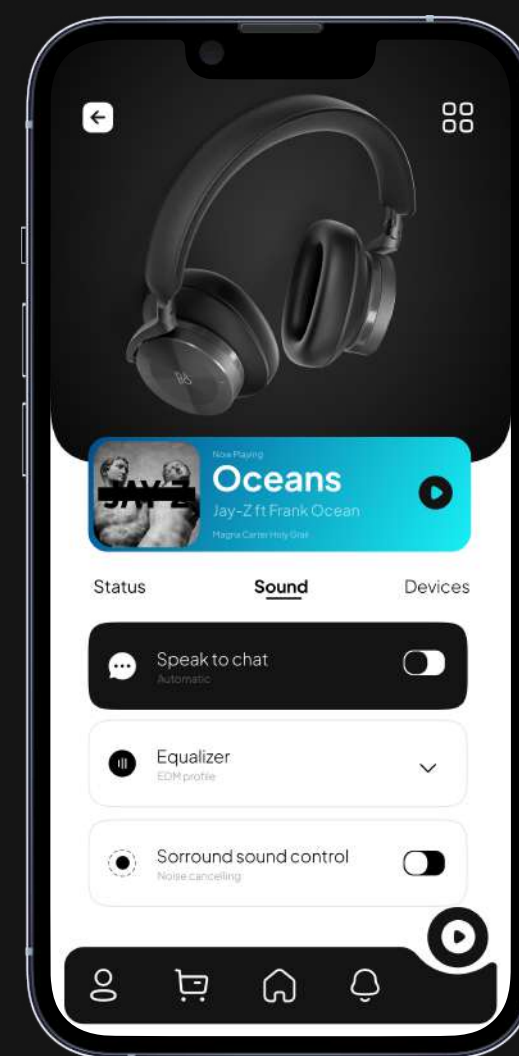 Now Playing
Oceans
Jay-Z ft Frank Ocean
Magna Carter Holy Grail
JAY Z
Status
Sound
Devices
Speak to chat
Automatic
Equalizer
EDM profile
Sorround sound control
Noise cancelling